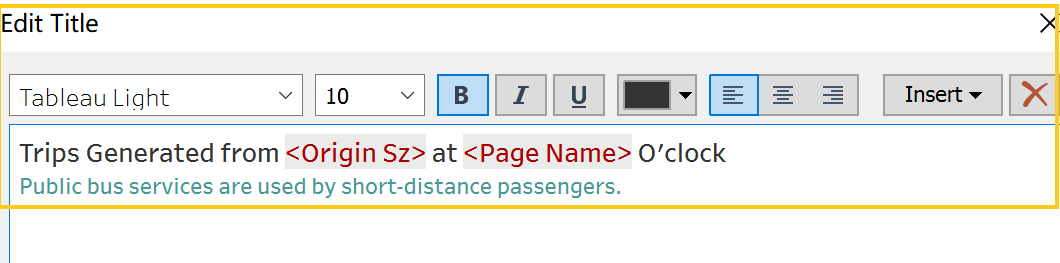 Edit Title
Tableau Light 10 B I U Insert
Trips Generated from <Origin Sz> at <Page Name> O’clock
Public bus services are used by short-distance passengers.